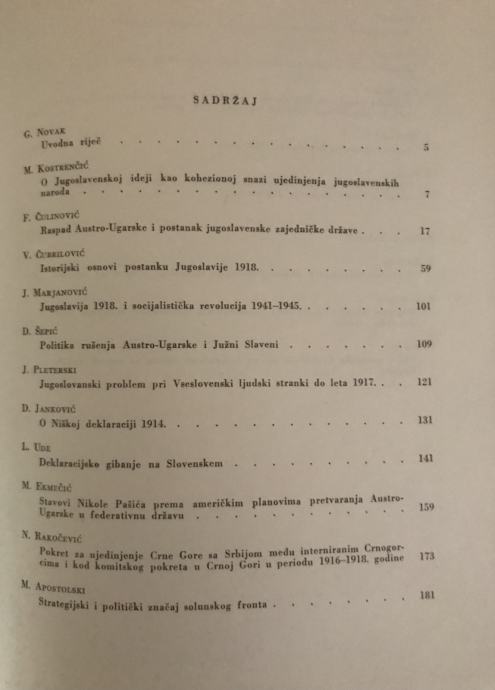 SADRŽAJ
G. NOVAK
Uvodna riječ . . . . . . . . . . . . . . . 5
M. KOSTRENČIĆ
O Jugoslavenskoj ideji kao kohezionoj snazi ujedinjenja jugoslavenskih
naroda . . . . . . . . . . . . . . . . . 7
F. ČULINOVIĆ
Raspad Austro-Ugarske i postanak jugoslavenske zajedničke države . . . 17
V. ČUBRILOVIĆ
Istorijski osnovi postanku Jugoslavije 1918. . . . . . . . 59
J. MARJANOVIĆ
Jugoslavija 1918. i socijalistička revolucija 1941–1945. . . . . . 101
D. ŠEPIĆ
Politika rušenja Austro-Ugarske i Južni Slaveni . . . . . . . 109
J. PLETERSKI
Jugoslovanski problem pri Vseslovenski ljudski stranki do leta 1917. . . 121
D. JANKOVIĆ
O Niškoj deklaraciji 1914. . . . . . . . . . . . . 131
L. UDE
Deklaracijsko gibanje na Slovenskem . . . . . . . . . 141
M. EKMEČIĆ
Stavovi Nikole Pašića prema američkim planovima pretvaranja Austro-
Ugarske u federativnu državu . . . . . . . . . . . 159
N. RAKOČEVIĆ
Pokret za ujedinjenje Crne Gore sa Srbijom među interniranim Crnogor-
cima i kod komitskog pokreta u Crnoj Gori u periodu 1916–1918. godine 173
M. APOSTOLSKI
Strategijski i politički značaj solunskog fronta . . . . . . . 181